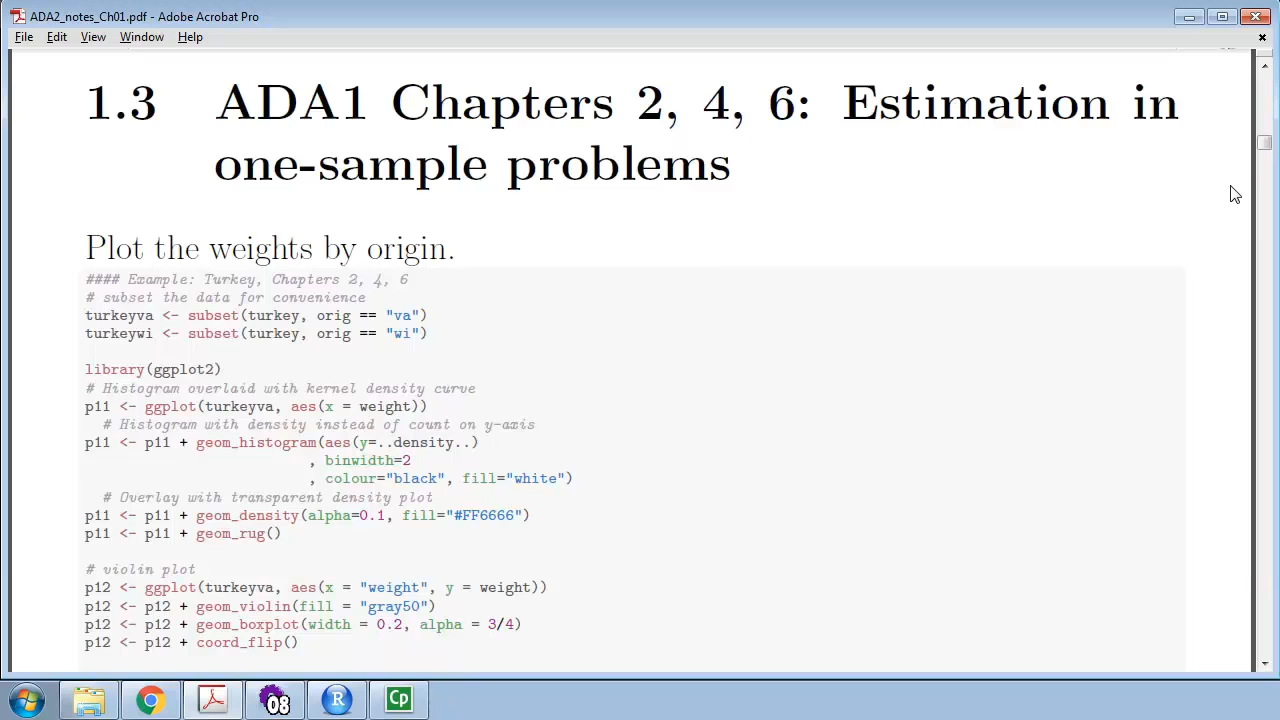 ADA2_notes_Ch01.pdf - Adobe Acrobat Pro
File Edit View Window Help
1.3 ADA1 Chapters 2, 4, 6: Estimation in
one-sample problems
Plot the weights by origin.
#### Example: Turkey, Chapters 2, 4, 6
# subset the data for convenience
turkeyva <- subset(turkey, orig == "va")
turkeywi <- subset(turkey, orig == "wi")
library(ggplot2)
# Histogram overlaid with kernel density curve
p11 <- ggplot(turkeyva, aes(x = weight))
# Histogram with density instead of count on y-axis
p11 <- p11 + geom_histogram(aes(y=..density..)
, binwidth=2
, colour="black", fill="white")
# Overlay with transparent density plot
p11 <- p11 + geom_density(alpha=0.1, fill="#FF6666")
p11 <- p11 + geom_rug()
# violin plot
p12 <- ggplot(turkeyva, aes(x = "weight", y = weight))
p12 <- p12 + geom_violin(fill = "gray50")
p12 <- p12 + geom_boxplot(width = 0.2, alpha = 3/4)
p12 <- p12 + coord_flip()
08 R Cp